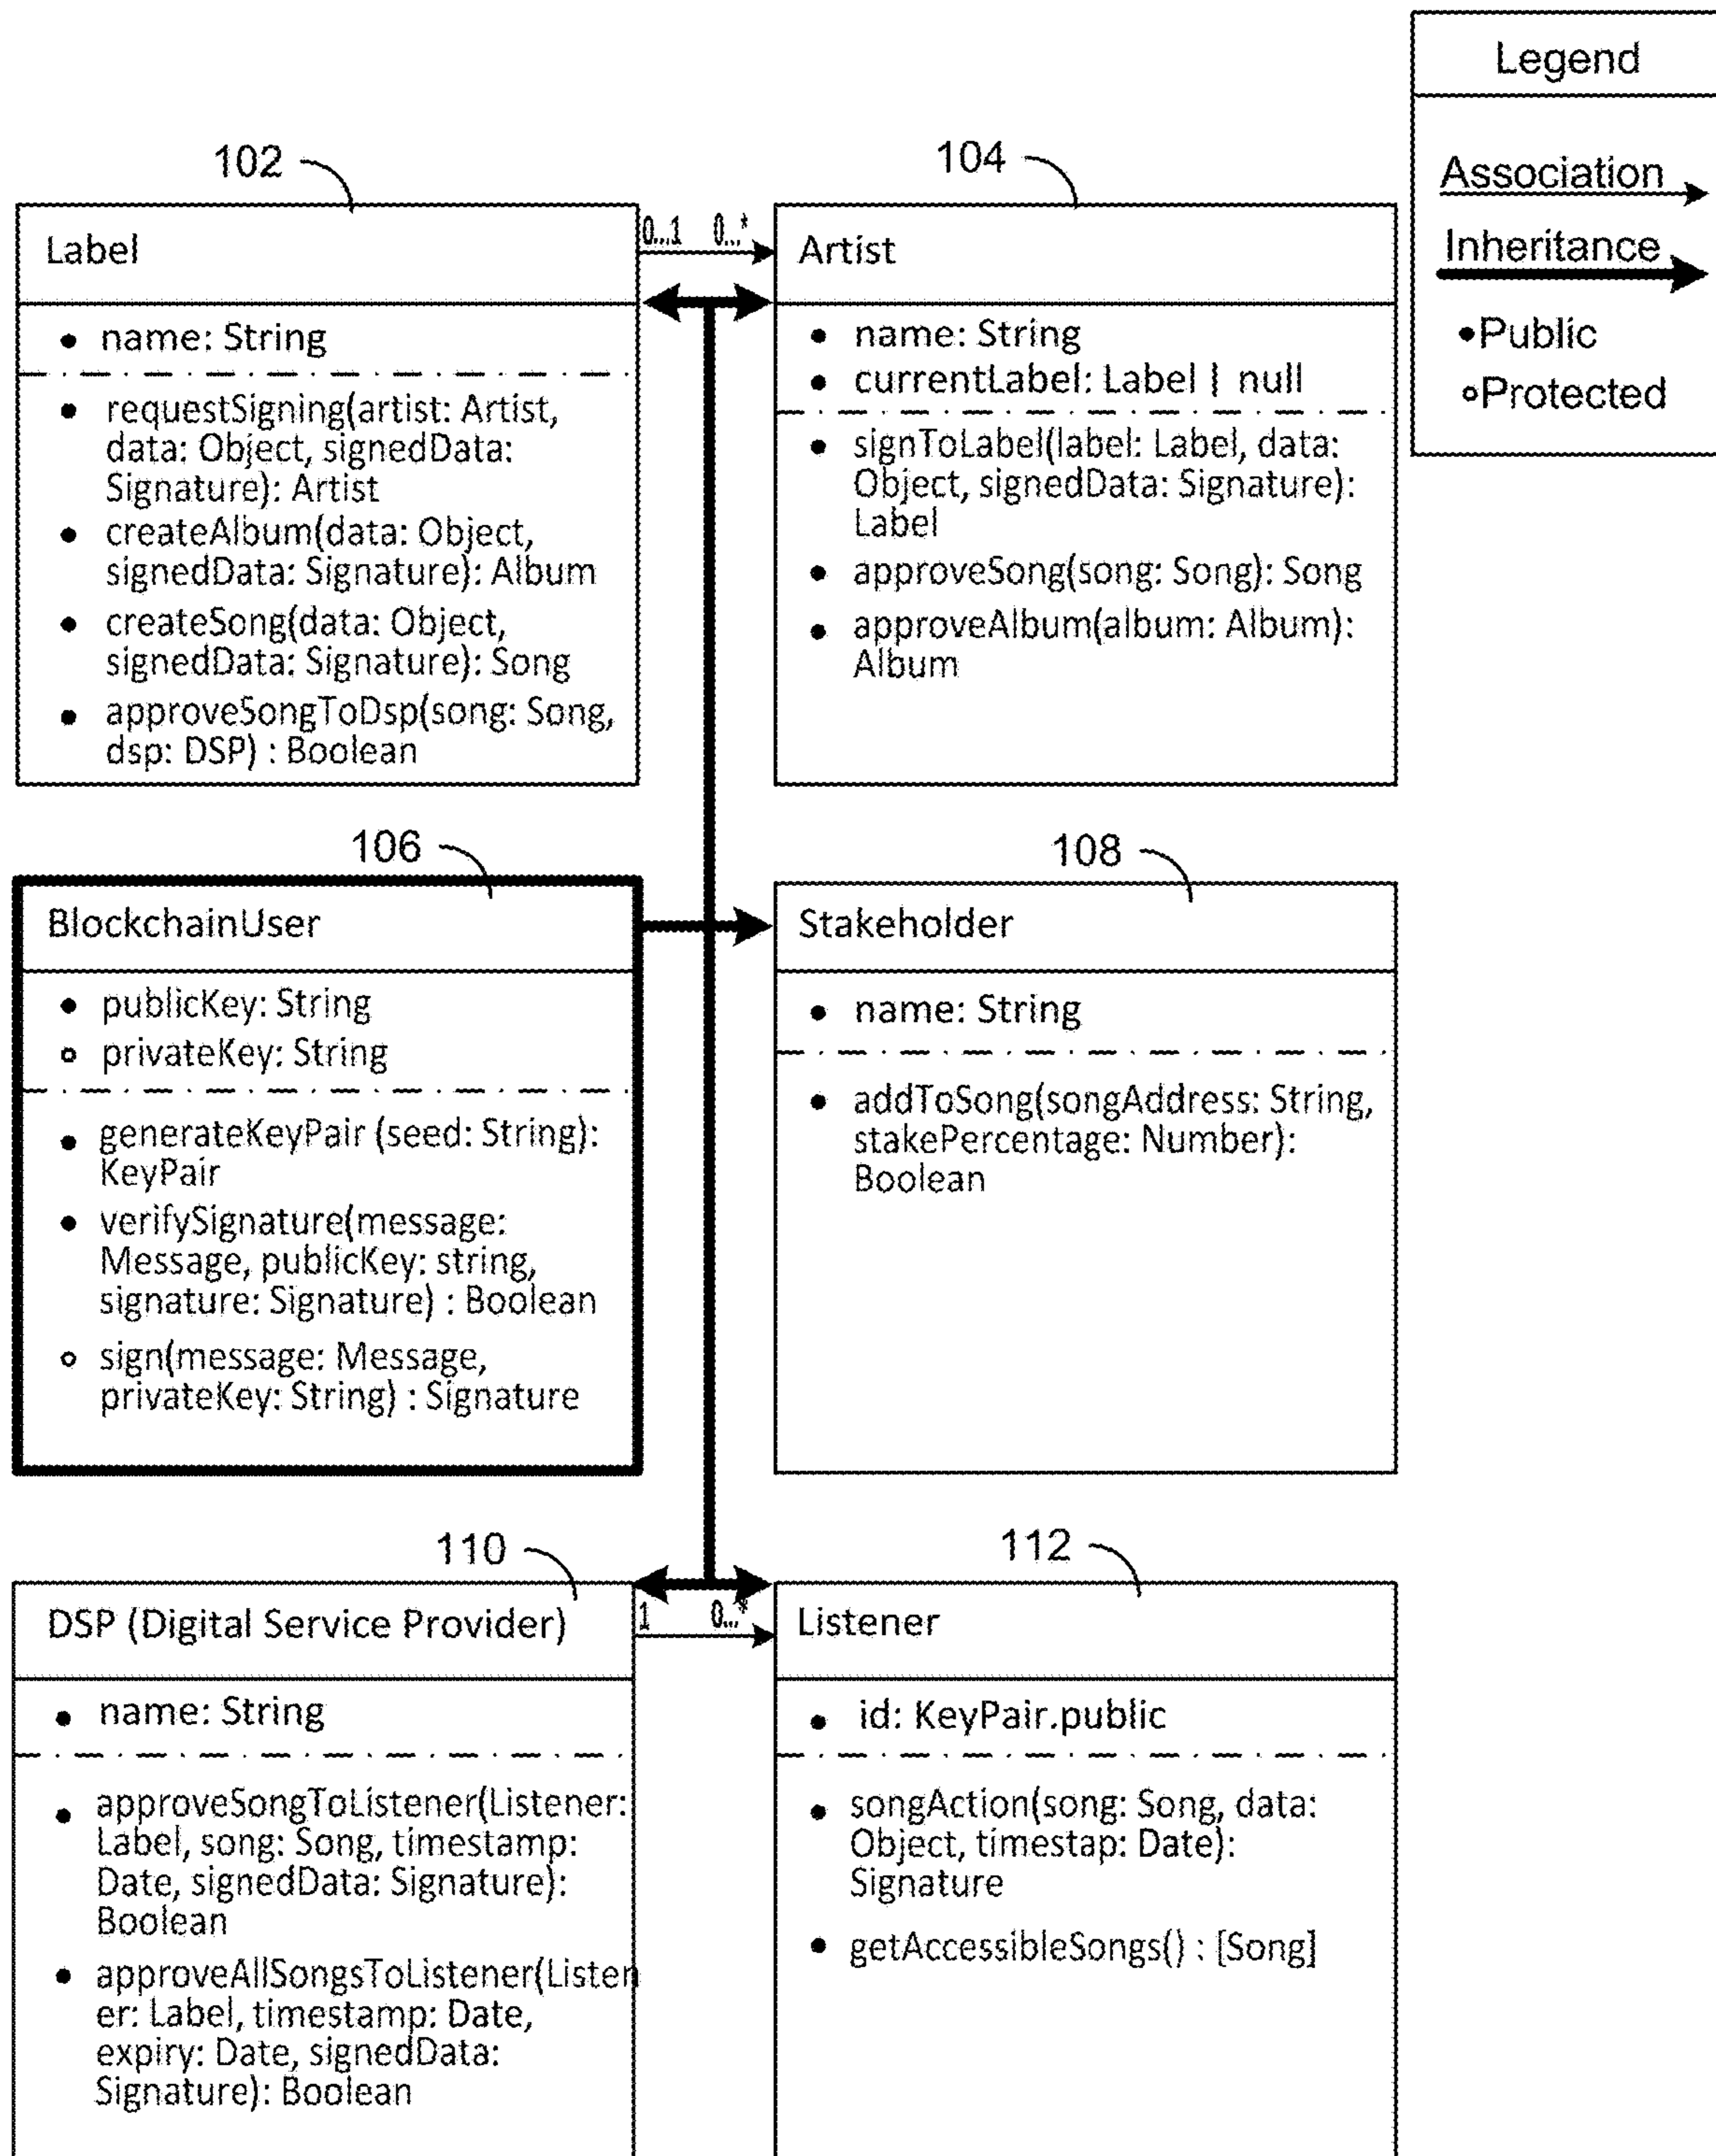 Legend
Association
Inheritance
•Public
∘Protected
102
Label
0...1 0...*
• name: String
• requestSigning(artist: Artist,
data: Object, signedData:
Signature): Artist
• createAlbum(data: Object,
signedData: Signature): Album
• createSong(data: Object,
signedData: Signature): Song
• approveSongToDsp(song: Song,
dsp: DSP) : Boolean
104
Artist
• name: String
• currentLabel: Label | null
• signToLabel(label: Label, data:
Object, signedData: Signature):
Label
• approveSong(song: Song): Song
• approveAlbum(album: Album):
Album
106
BlockchainUser
• publicKey: String
∘ privateKey: String
• generateKeyPair (seed: String):
KeyPair
• verifySignature(message:
Message, publicKey: string,
signature: Signature) : Boolean
∘ sign(message: Message,
privateKey: String) : Signature
108
Stakeholder
• name: String
• addToSong(songAddress: String,
stakePercentage: Number):
Boolean
110
DSP (Digital Service Provider)
1 0...*
• name: String
• approveSongToListener(Listener:
Label, song: Song, timestamp:
Date, signedData: Signature):
Boolean
• approveAllSongsToListener(Listen
er: Label, timestamp: Date,
expiry: Date, signedData:
Signature): Boolean
112
Listener
• id: KeyPair.public
• songAction(song: Song, data:
Object, timestap: Date):
Signature
• getAccessibleSongs() : [Song]